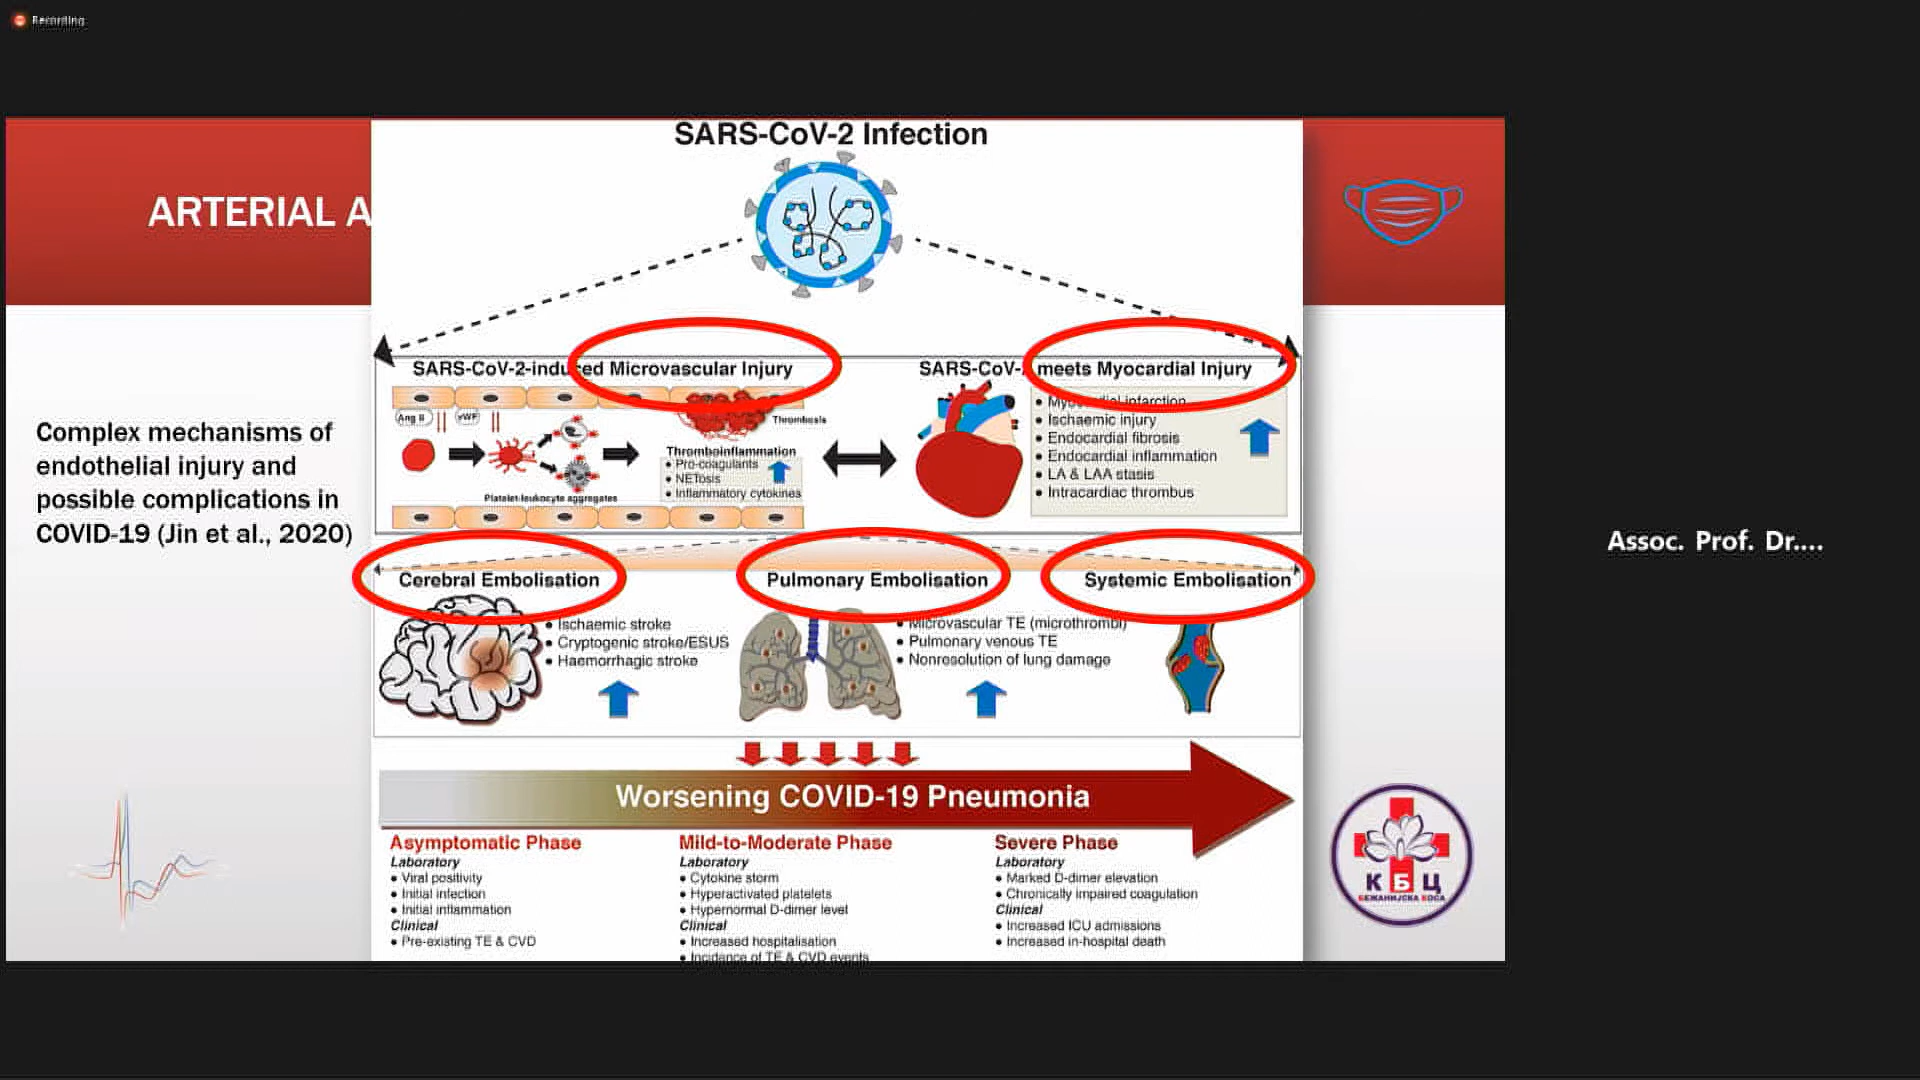 Recording
SARS-CoV-2 Infection
ARTERIAL A
SARS-CoV-2-induced Microvascular Injury
SARS-CoV- meets Myocardial Injury
Ang II
vWF
Thrombosis
Thromboinflammation
• Pro-coagulants
• NETosis
• Inflammatory cytokines
Platelet-leukocyte aggregates
• Myocardial infarction
• Ischaemic injury
• Endocardial fibrosis
• Endocardial inflammation
• LA & LAA stasis
• Intracardiac thrombus
Complex mechanisms of
endothelial injury and
possible complications in
COVID-19 (Jin et al., 2020)
Cerebral Embolisation
• Ischaemic stroke
• Cryptogenic stroke/ESUS
• Haemorrhagic stroke
Pulmonary Embolisation
• Microvascular TE (microthrombi)
• Pulmonary venous TE
• Nonresolution of lung damage
Systemic Embolisation
Worsening COVID-19 Pneumonia
Asymptomatic Phase
Laboratory
• Viral positivity
• Initial infection
• Initial inflammation
Clinical
• Pre-existing TE & CVD
Mild-to-Moderate Phase
Laboratory
• Cytokine storm
• Hyperactivated platelets
• Hypernormal D-dimer level
Clinical
• Increased hospitalisation
• Incidence of TE & CVD events
Severe Phase
Laboratory
• Marked D-dimer elevation
• Chronically impaired coagulation
Clinical
• Increased ICU admissions
• Increased in-hospital death
К Б Ц
БЕЖАНИЈСКА КОСА
Assoc. Prof. Dr....